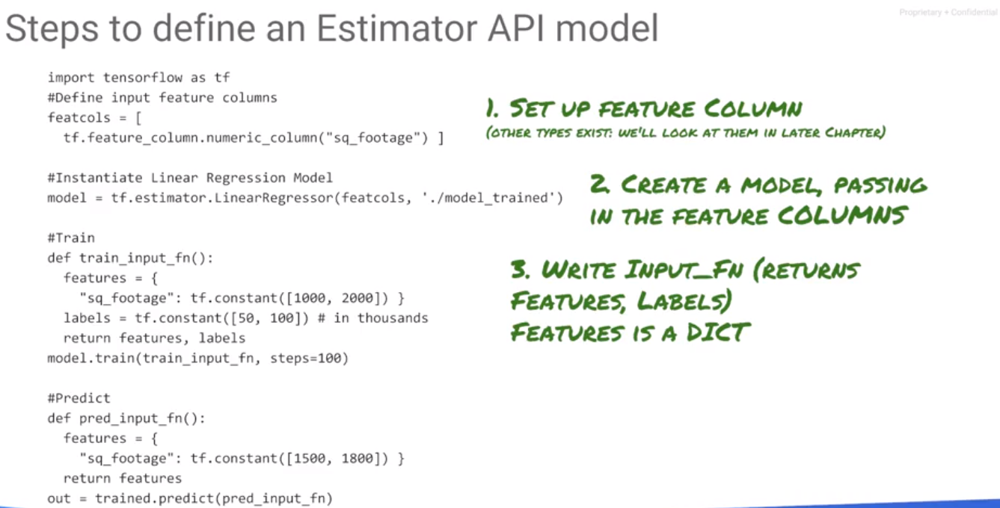 Proprietary + Confidential
Steps to define an Estimator API model
import tensorflow as tf
#Define input feature columns
featcols = [
  tf.feature_column.numeric_column("sq_footage") ]
1. SET UP FEATURE COLUMN
(OTHER TYPES EXIST: WE'LL LOOK AT THEM IN LATER CHAPTER)
#Instantiate Linear Regression Model
model = tf.estimator.LinearRegressor(featcols, './model_trained')
2. CREATE A MODEL, PASSING
IN THE FEATURE COLUMNS
#Train
def train_input_fn():
  features = {
    "sq_footage": tf.constant([1000, 2000]) }
  labels = tf.constant([50, 100]) # in thousands
  return features, labels
model.train(train_input_fn, steps=100)
3. WRITE INPUT_FN (RETURNS
FEATURES, LABELS)
FEATURES IS A DICT
#Predict
def pred_input_fn():
  features = {
    "sq_footage": tf.constant([1500, 1800]) }
  return features
out = trained.predict(pred_input_fn)